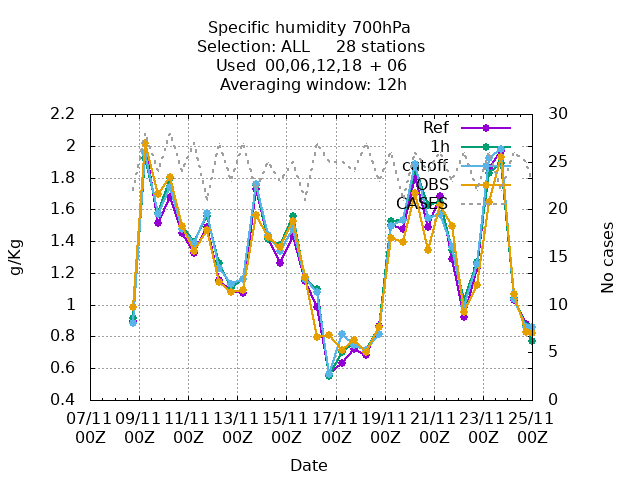 Specific humidity 700hPa
Selection: ALL 28 stations
Used 00,06,12,18 + 06
Averaging window: 12h
2.2
2
1.8
1.6
1.4
1.2
1
0.8
0.6
0.4
g/Kg
30
25
20
15
10
5
0
No cases
Ref
1h
cutoff
OBS
CASES
07/11 09/11 11/11 13/11 15/11 17/11 19/11 21/11 23/11 25/11
00Z 00Z 00Z 00Z 00Z 00Z 00Z 00Z 00Z 00Z
Date